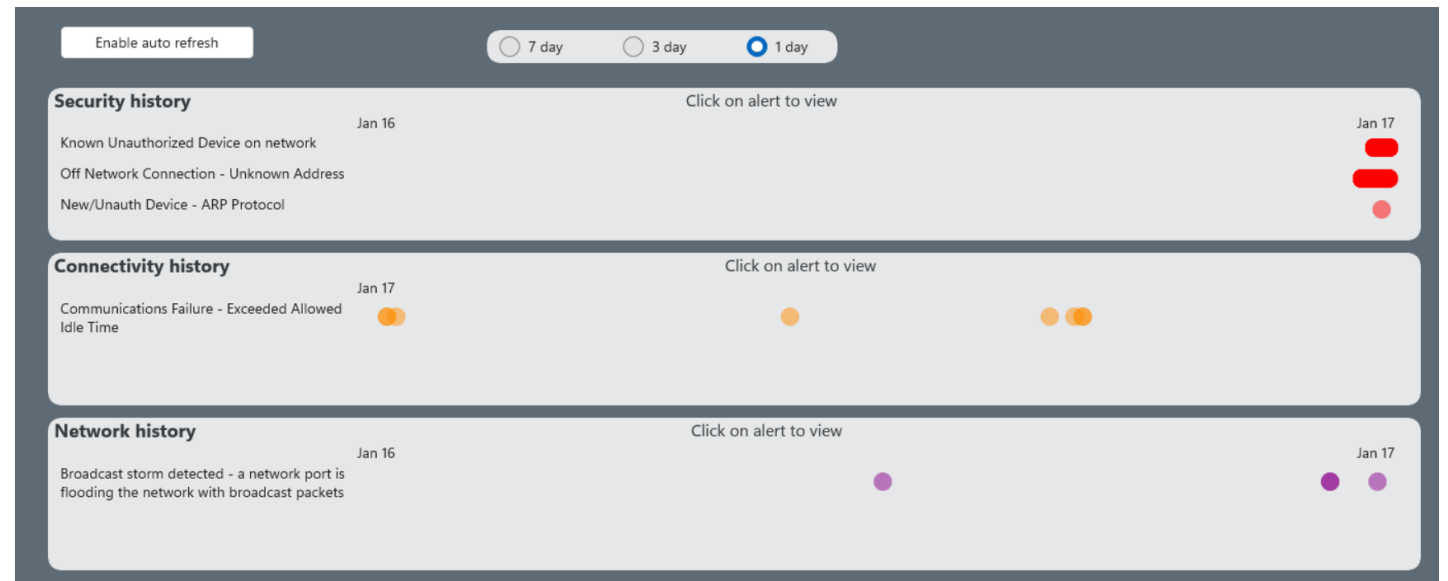 Enable auto refresh
7 day
3 day
1 day
Security history
Click on alert to view
Jan 16
Jan 17
Known Unauthorized Device on network
Off Network Connection - Unknown Address
New/Unauth Device - ARP Protocol
Connectivity history
Click on alert to view
Jan 17
Communications Failure - Exceeded Allowed
Idle Time
Network history
Click on alert to view
Jan 16
Jan 17
Broadcast storm detected - a network port is
flooding the network with broadcast packets